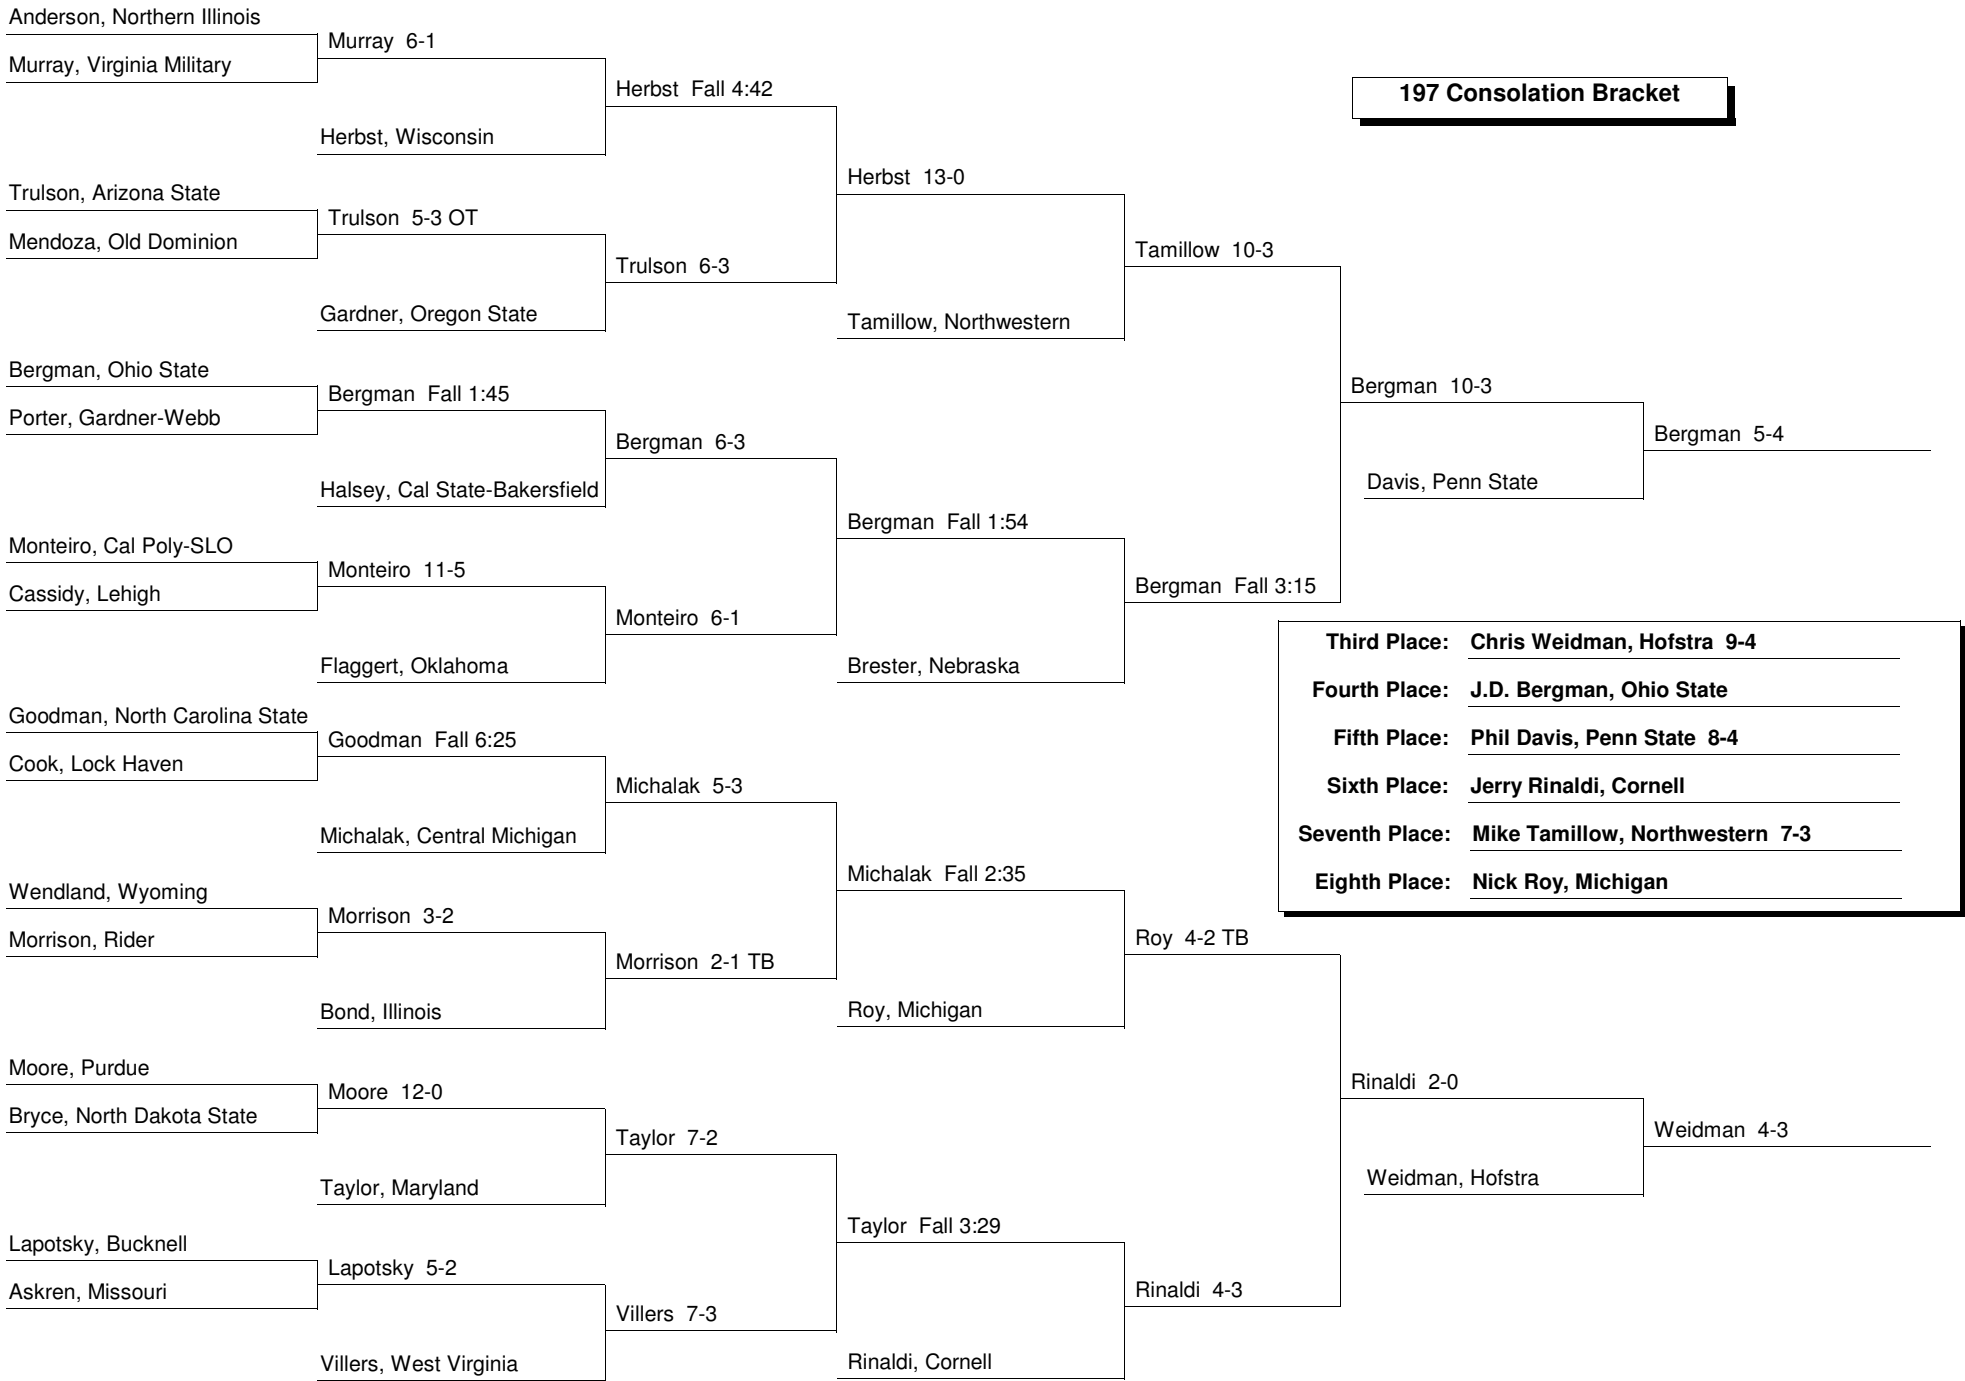 Anderson, Northern Illinois
Murray, Virginia Military
Murray 6-1
Herbst, Wisconsin
Herbst Fall 4:42
197 Consolation Bracket
Trulson, Arizona State
Mendoza, Old Dominion
Trulson 5-3 OT
Gardner, Oregon State
Trulson 6-3
Herbst 13-0
Tamillow, Northwestern
Tamillow 10-3
Bergman, Ohio State
Porter, Gardner-Webb
Bergman Fall 1:45
Halsey, Cal State-Bakersfield
Bergman 6-3
Monteiro, Cal Poly-SLO
Cassidy, Lehigh
Monteiro 11-5
Flaggert, Oklahoma
Monteiro 6-1
Bergman Fall 1:54
Brester, Nebraska
Bergman Fall 3:15
Bergman 10-3
Davis, Penn State
Bergman 5-4
Third Place: Chris Weidman, Hofstra 9-4
Fourth Place: J.D. Bergman, Ohio State
Fifth Place: Phil Davis, Penn State 8-4
Sixth Place: Jerry Rinaldi, Cornell
Seventh Place: Mike Tamillow, Northwestern 7-3
Eighth Place: Nick Roy, Michigan
Goodman, North Carolina State
Cook, Lock Haven
Goodman Fall 6:25
Michalak, Central Michigan
Michalak 5-3
Wendland, Wyoming
Morrison, Rider
Morrison 3-2
Bond, Illinois
Morrison 2-1 TB
Michalak Fall 2:35
Roy, Michigan
Roy 4-2 TB
Moore, Purdue
Bryce, North Dakota State
Moore 12-0
Taylor, Maryland
Taylor 7-2
Lapotsky, Bucknell
Askren, Missouri
Lapotsky 5-2
Villers, West Virginia
Villers 7-3
Taylor Fall 3:29
Rinaldi, Cornell
Rinaldi 4-3
Rinaldi 2-0
Weidman, Hofstra
Weidman 4-3